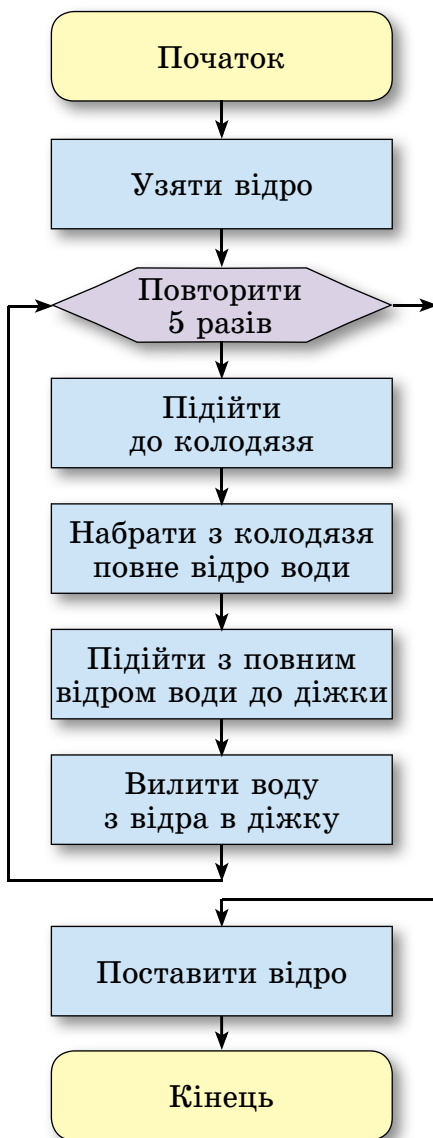 Початок
Узяти відро
Повторити
5 разів
Підійти
до колодязя
Набрати з колодязя
повне відро води
Підійти з повним
відром води до діжки
Вилити воду
з відра в діжку
Поставити відро
Кінець